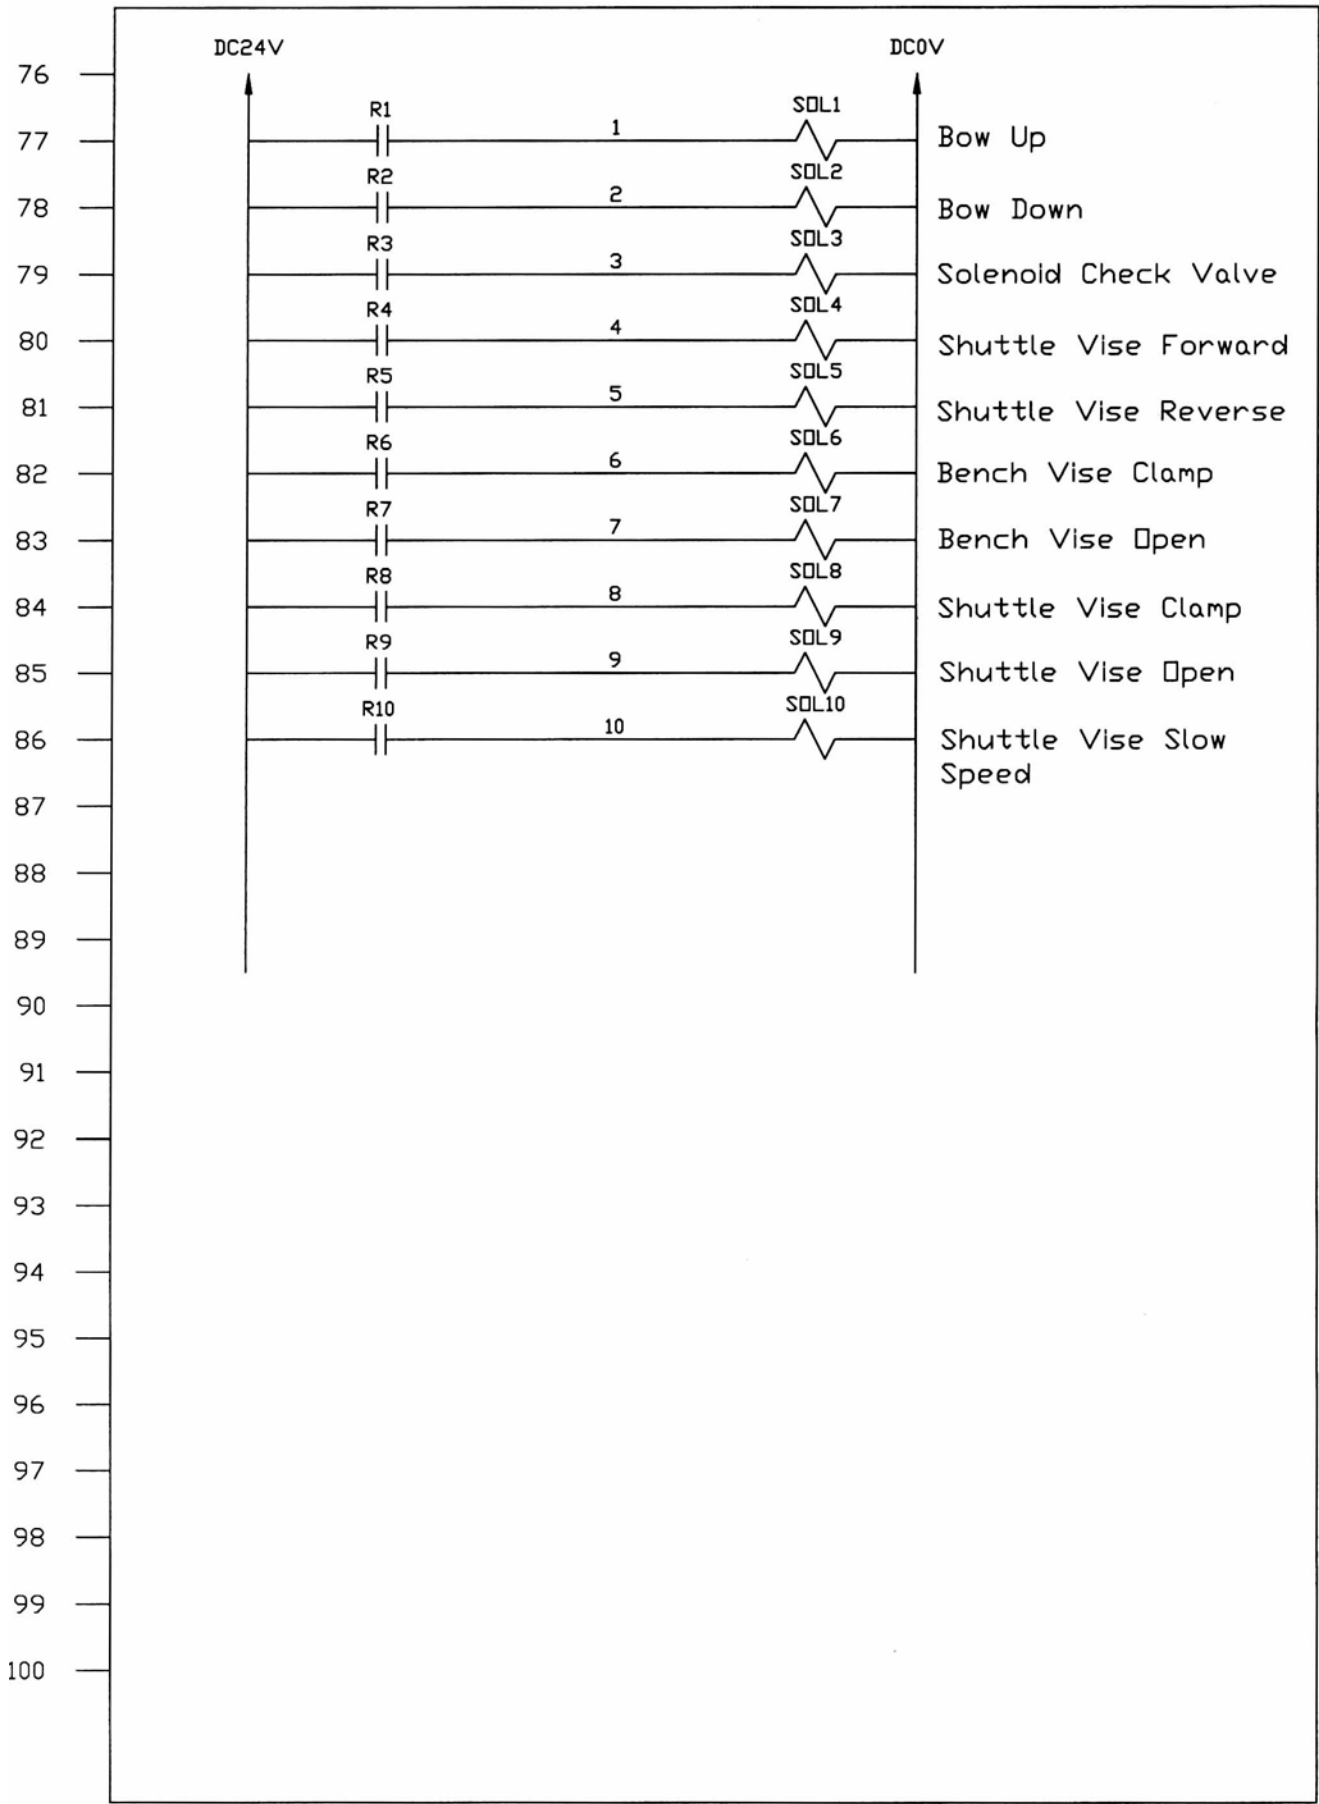 DC24V DC0V
76
R1 1 SOL1
77 Bow Up
R2 2 SOL2
78 Bow Down
R3 3 SOL3
79 Solenoid Check Valve
R4 4 SOL4
80 Shuttle Vise Forward
R5 5 SOL5
81 Shuttle Vise Reverse
R6 6 SOL6
82 Bench Vise Clamp
R7 7 SOL7
83 Bench Vise Open
R8 8 SOL8
84 Shuttle Vise Clamp
R9 9 SOL9
85 Shuttle Vise Open
R10 10 SOL10
86 Shuttle Vise Slow
Speed
87
88
89
90
91
92
93
94
95
96
97
98
99
100